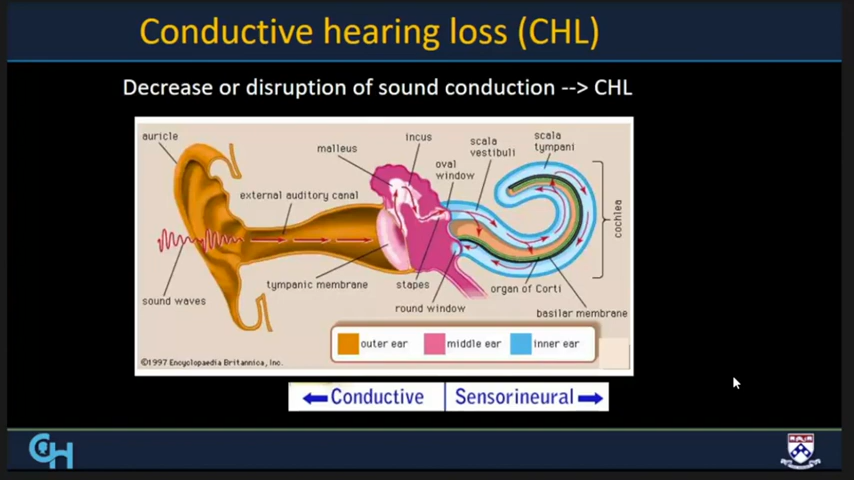 Conductive hearing loss (CHL)
Decrease or disruption of sound conduction --> CHL
auricle
malleus
incus
scala
vestibuli
scala
tympani
oval
window
external auditory canal
cochlea
sound waves
tympanic membrane
stapes
round window
organ of Corti
basilar membrane
outer ear
middle ear
inner ear
©1997 Encyclopaedia Britannica, Inc.
Conductive
Sensorineural
CH